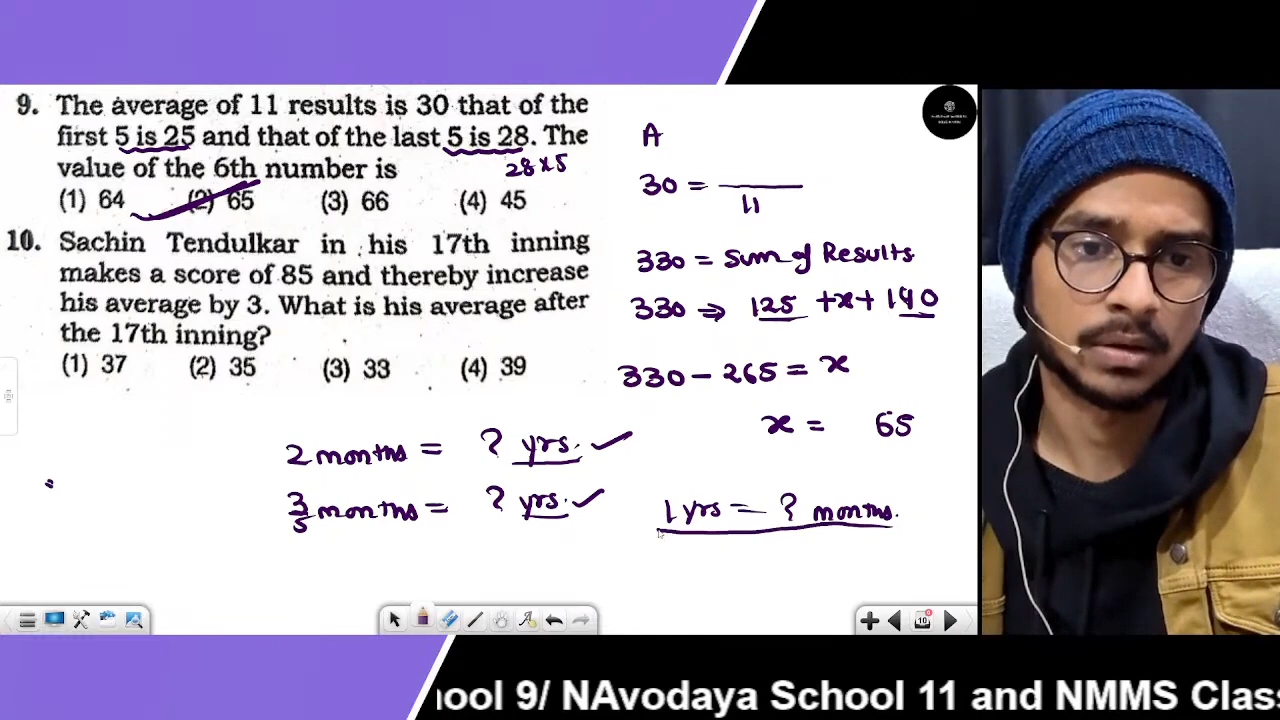 9. The average of 11 results is 30 that of the
first 5 is 25 and that of the last 5 is 28. The
value of the 6th number is
28x5
(1) 64 (2) 65 (3) 66 (4) 45
10. Sachin Tendulkar in his 17th inning
makes a score of 85 and thereby increase
his average by 3. What is his average after
the 17th inning?
(1) 37 (2) 35 (3) 33 (4) 39
A
30 = ___
11
330 = Sum of Results
330 ⇒ 125 + x + 140
330 - 265 = x
x = 65
2 months = ? yrs. ✓
3/5 months = ? yrs. ✓
1 yrs = ? months.
10
hool 9/ NAvodaya School 11 and NMMS Clas